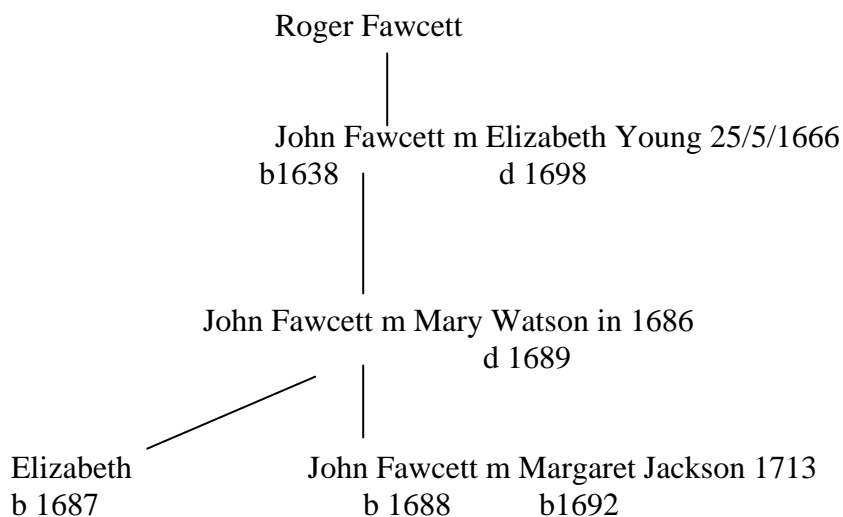 Roger Fawcett
John Fawcett m Elizabeth Young 25/5/1666
b1638 d 1698
John Fawcett m Mary Watson in 1686
d 1689
Elizabeth John Fawcett m Margaret Jackson 1713
b 1687 b 1688 b1692